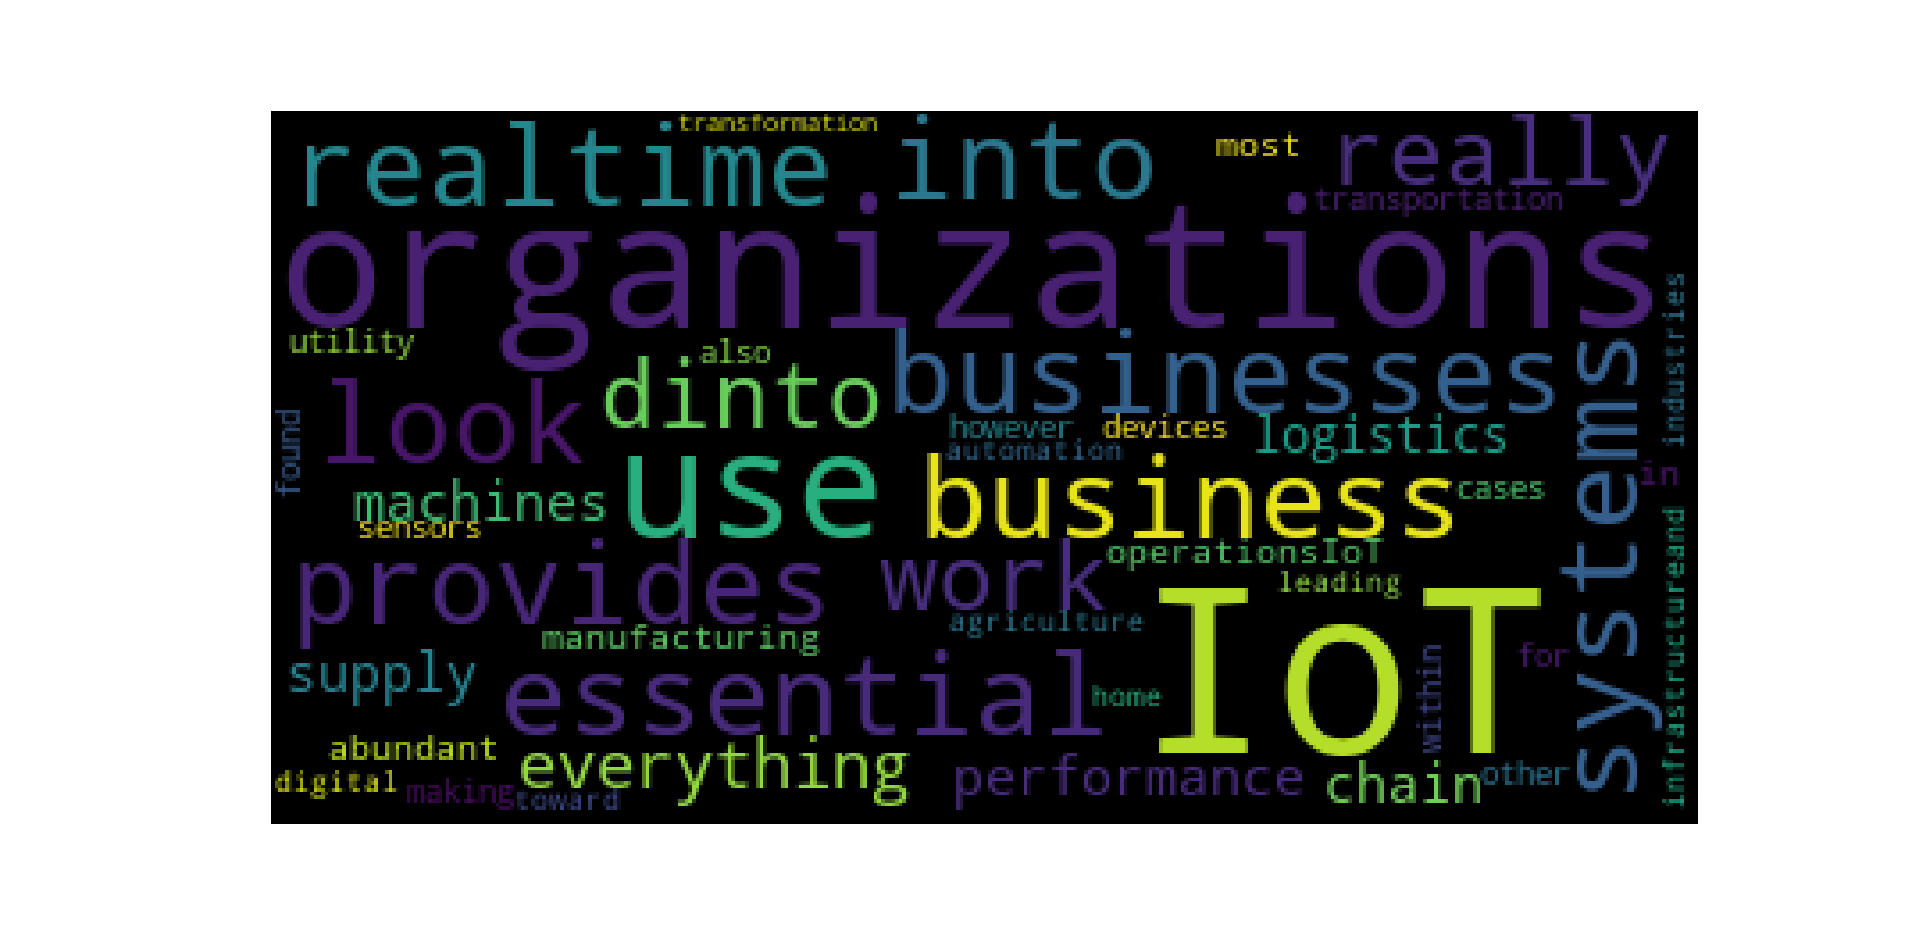 transformation
realtime into most really
transportation
organizations
utility
also
businesses
industries
look dinto
systems
found
however devices logistics
automation
in
machines use business cases
sensors
infrastructureand
operationsIoT
provides work
leading
IoT
agriculture
manufacturing
for
within
supply
essential
home
abundant
everything
digital
performance chain other
making toward